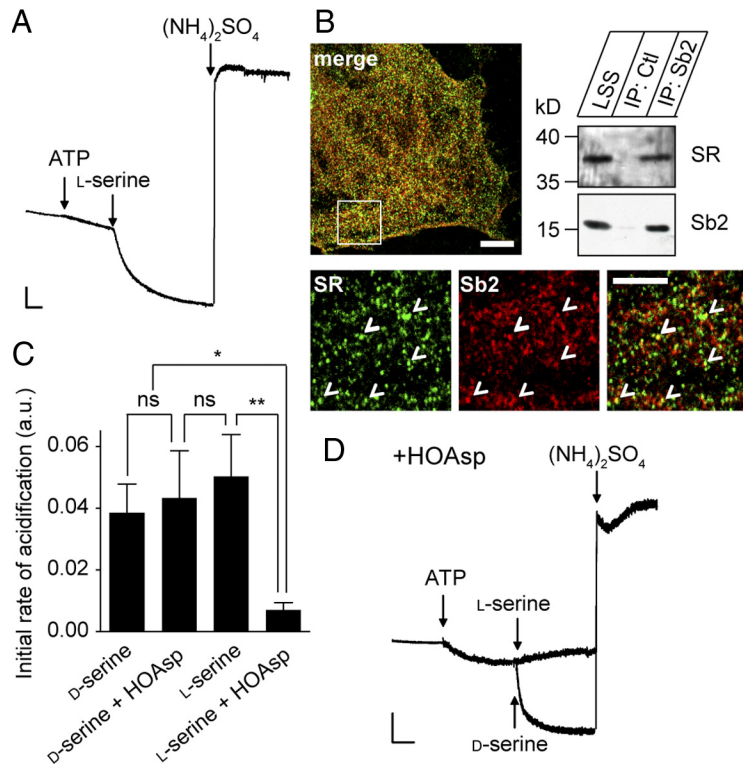 A
(NH4)2SO4
ATP
L-serine
B
merge
LSS
IP: Ctl
IP: Sb2
kD
40
35
SR
15
Sb2
SR
Sb2
C
Initial rate of acidification (a.u.)
0.06
0.04
0.02
0.00
*
ns
ns
**
D-serine
D-serine + HOAsp
L-serine
L-serine + HOAsp
D
+HOAsp
(NH4)2SO4
ATP
L-serine
D-serine